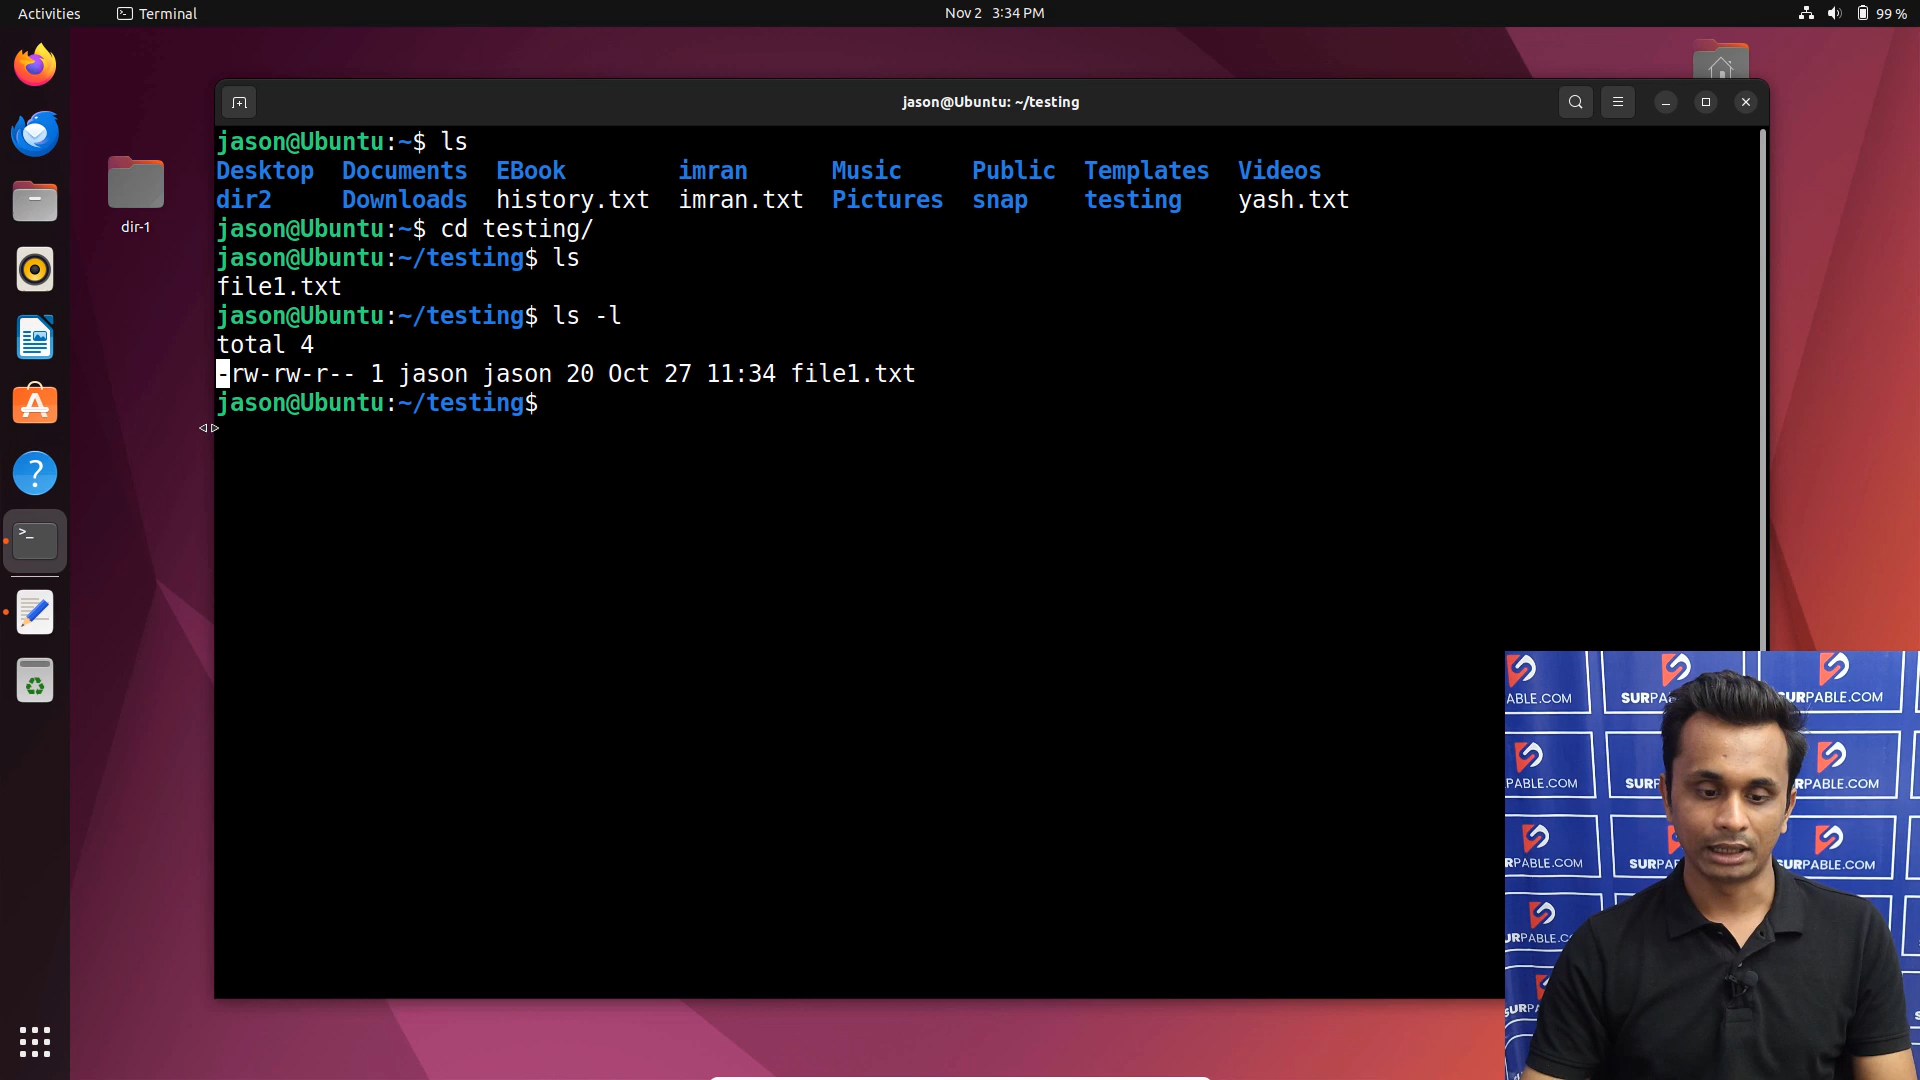 Activities Terminal Nov 2 3:34 PM 99 %
jason@Ubuntu: ~/testing
jason@Ubuntu:~$ ls
Desktop Documents EBook imran Music Public Templates Videos
dir2 Downloads history.txt imran.txt Pictures snap testing yash.txt
jason@Ubuntu:~$ cd testing/
jason@Ubuntu:~/testing$ ls
file1.txt
jason@Ubuntu:~/testing$ ls -l
total 4
-rw-rw-r-- 1 jason jason 20 Oct 27 11:34 file1.txt
jason@Ubuntu:~/testing$
dir-1
ABLE.COM SURPA SURPABLE.COM
PABLE.COM SURP RPABLE.COM
RPABLE.COM SURPA SURPABLE.COM
URPABLE.CO
SURP